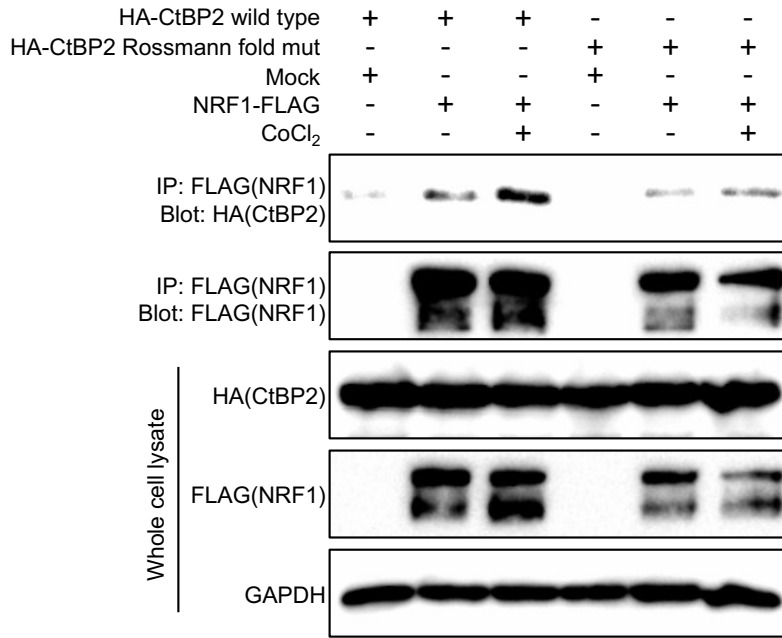 HA-CtBP2 wild type + + + - - -
HA-CtBP2 Rossmann fold mut - - - + + +
Mock + - - + - -
NRF1-FLAG - + + - + +
CoCl₂ - - + - - +
IP: FLAG(NRF1)
Blot: HA(CtBP2)
IP: FLAG(NRF1)
Blot: FLAG(NRF1)
Whole cell lysate
HA(CtBP2)
FLAG(NRF1)
GAPDH